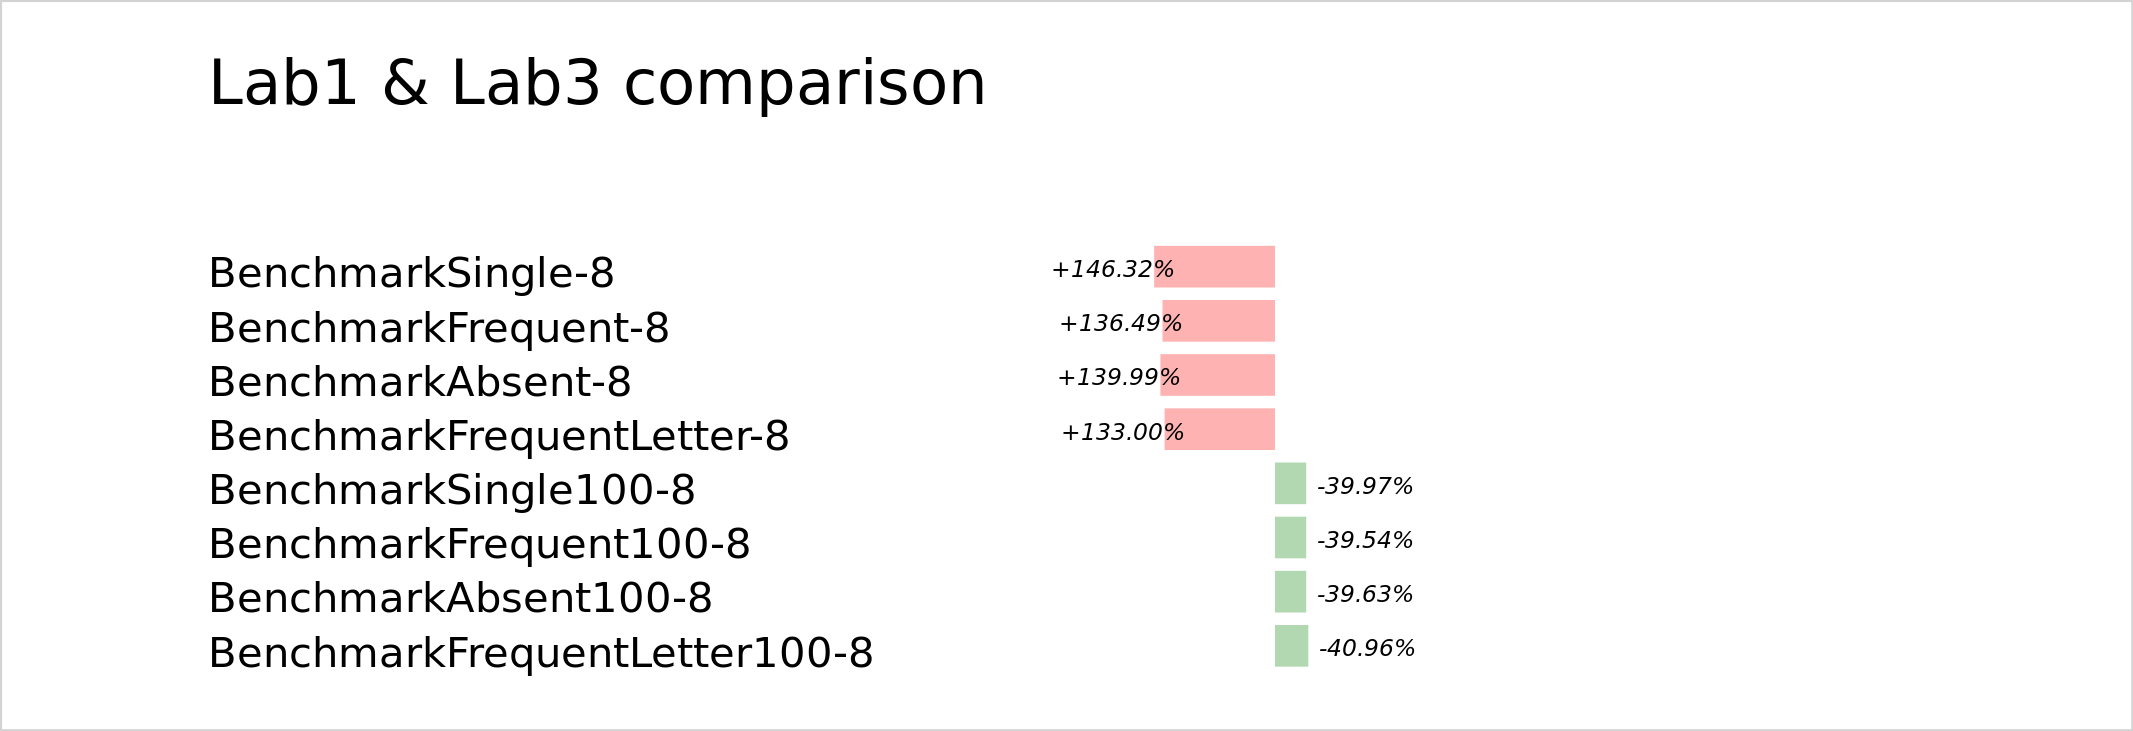 Lab1 & Lab3 comparison
BenchmarkSingle-8 +146.32%
BenchmarkFrequent-8 +136.49%
BenchmarkAbsent-8 +139.99%
BenchmarkFrequentLetter-8 +133.00%
BenchmarkSingle100-8 -39.97%
BenchmarkFrequent100-8 -39.54%
BenchmarkAbsent100-8 -39.63%
BenchmarkFrequentLetter100-8 -40.96%